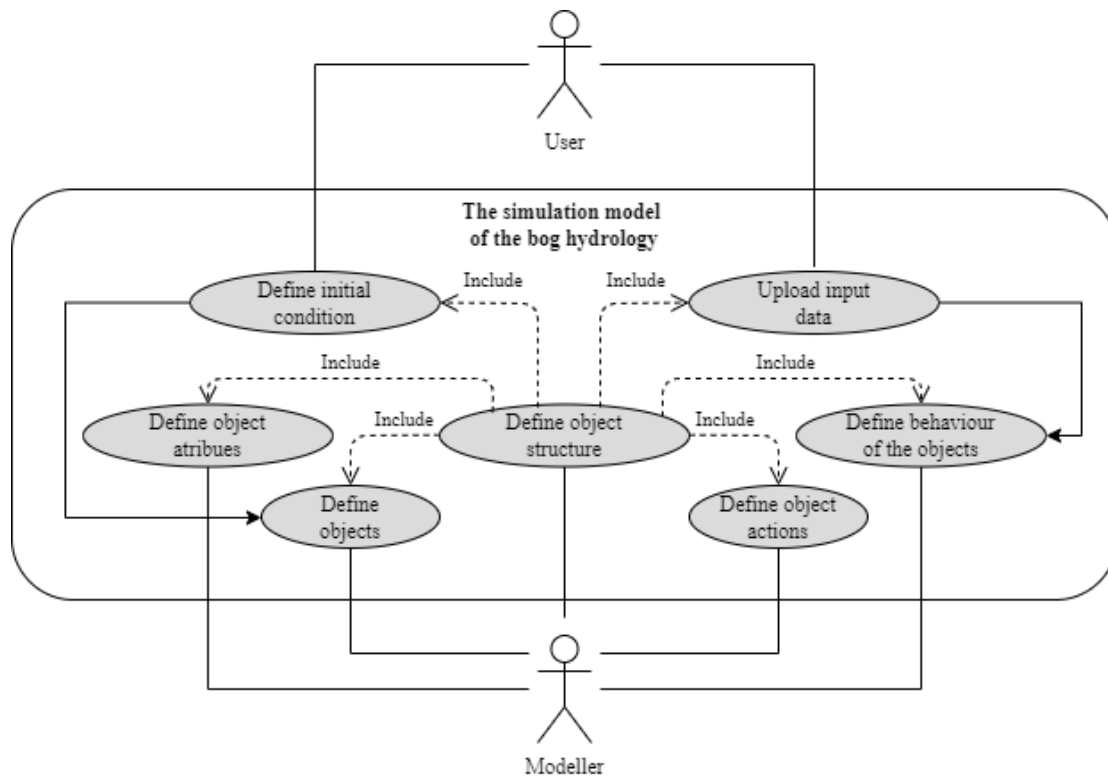 User
The simulation model
of the bog hydrology
Include
Include
Define initial
condition
Upload input
data
Include
Include
Define object
atribues
Include
Define object
structure
Include
Define behaviour
of the objects
Define
objects
Define object
actions
Modeller